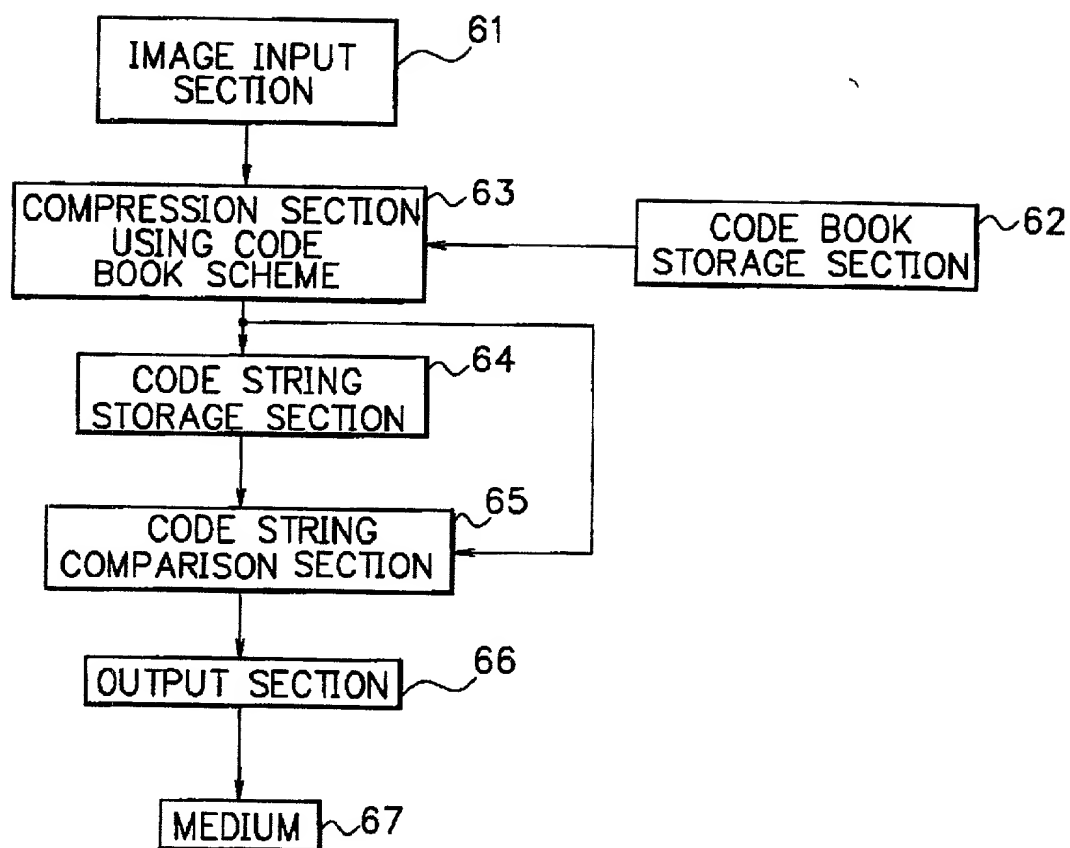 61
IMAGE INPUT
SECTION
63
COMPRESSION SECTION
USING CODE
BOOK SCHEME
62
CODE BOOK
STORAGE SECTION
64
CODE STRING
STORAGE SECTION
65
CODE STRING
COMPARISON SECTION
66
OUTPUT SECTION
67
MEDIUM